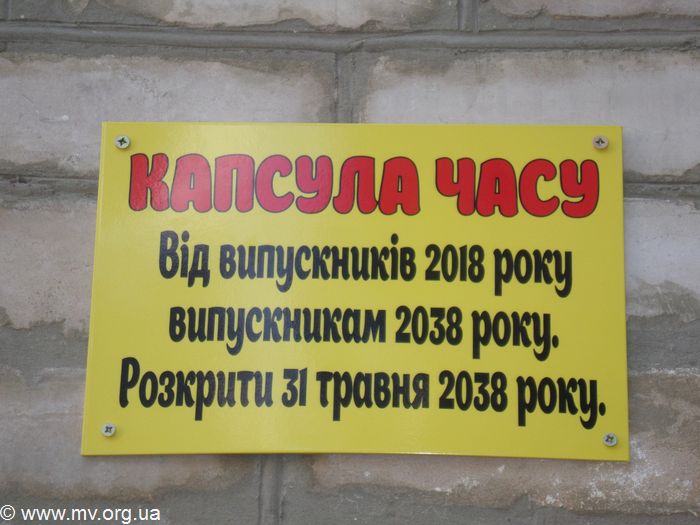 КАПСУЛА ЧАСУ
Від випускників 2018 року
випускникам 2038 року.
Розкрити 31 травня 2038 року.
© www.mv.org.ua